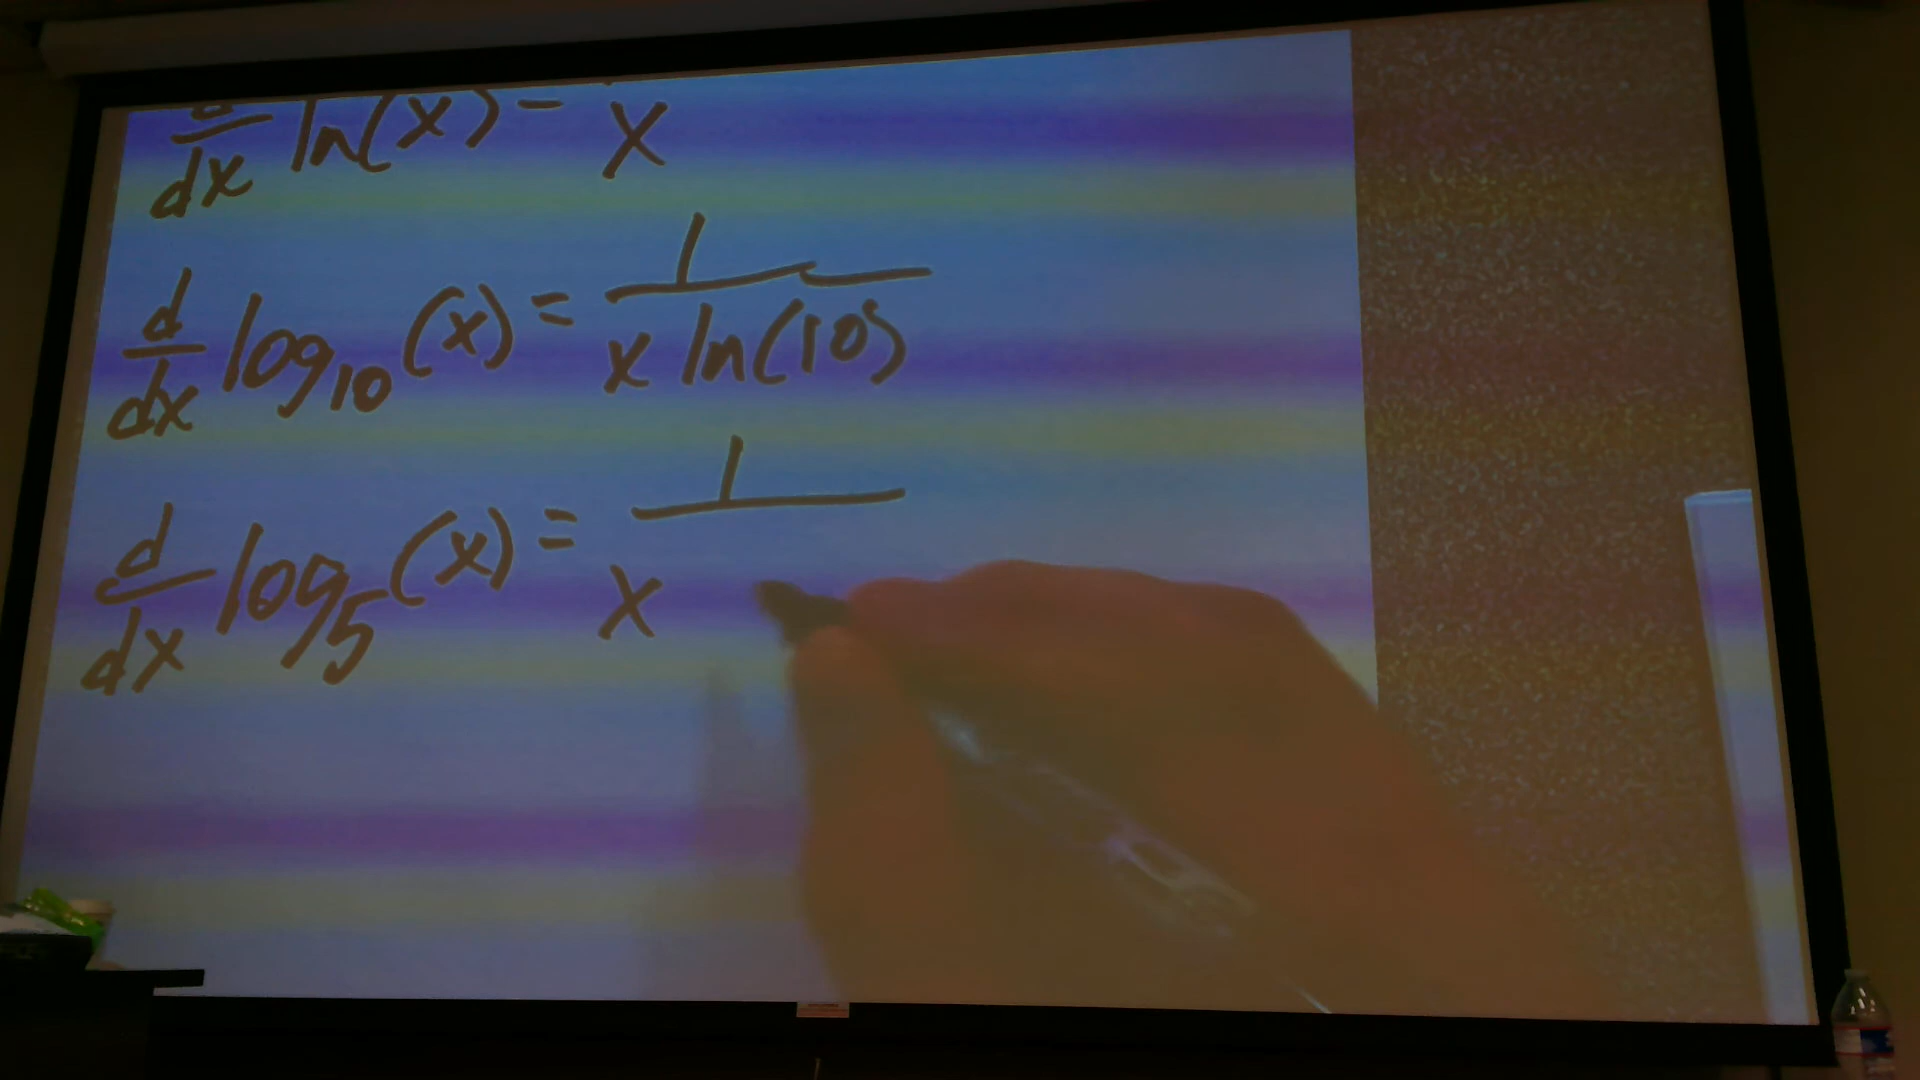 d/dx ln(x) = /x
d/dx log₁₀(x) = 1/(x ln(10))
d/dx log₅(x) = 1/x